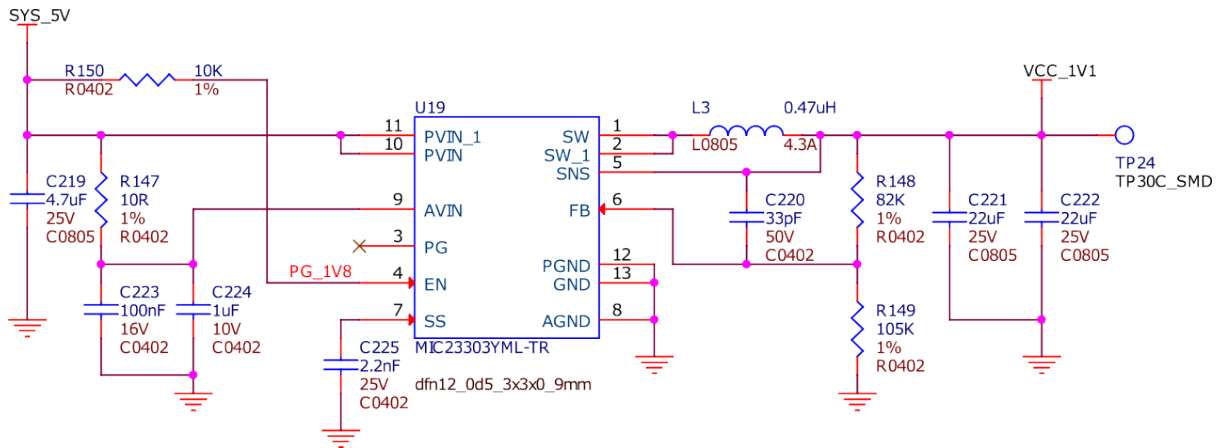 SYS_5V
R150
R0402
10K
1%
U19
11
PVIN_1
10
PVIN
9
AVIN
3
PG
PG_1V8
4
EN
7
SS
SW
1
SW_1
2
SNS
5
FB
6
PGND
12
GND
13
AGND
8
MIC23303YML-TR
dfn12_0d5_3x3x0_9mm
C219
4.7uF
25V
C0805
R147
10R
1%
R0402
C223
100nF
16V
C0402
C224
1uF
10V
C0402
C225
2.2nF
25V
C0402
L3
0.47uH
L0805
4.3A
C220
33pF
50V
C0402
R148
82K
1%
R0402
R149
105K
1%
R0402
C221
22uF
25V
C0805
C222
22uF
25V
C0805
VCC_1V1
TP24
TP30C_SMD